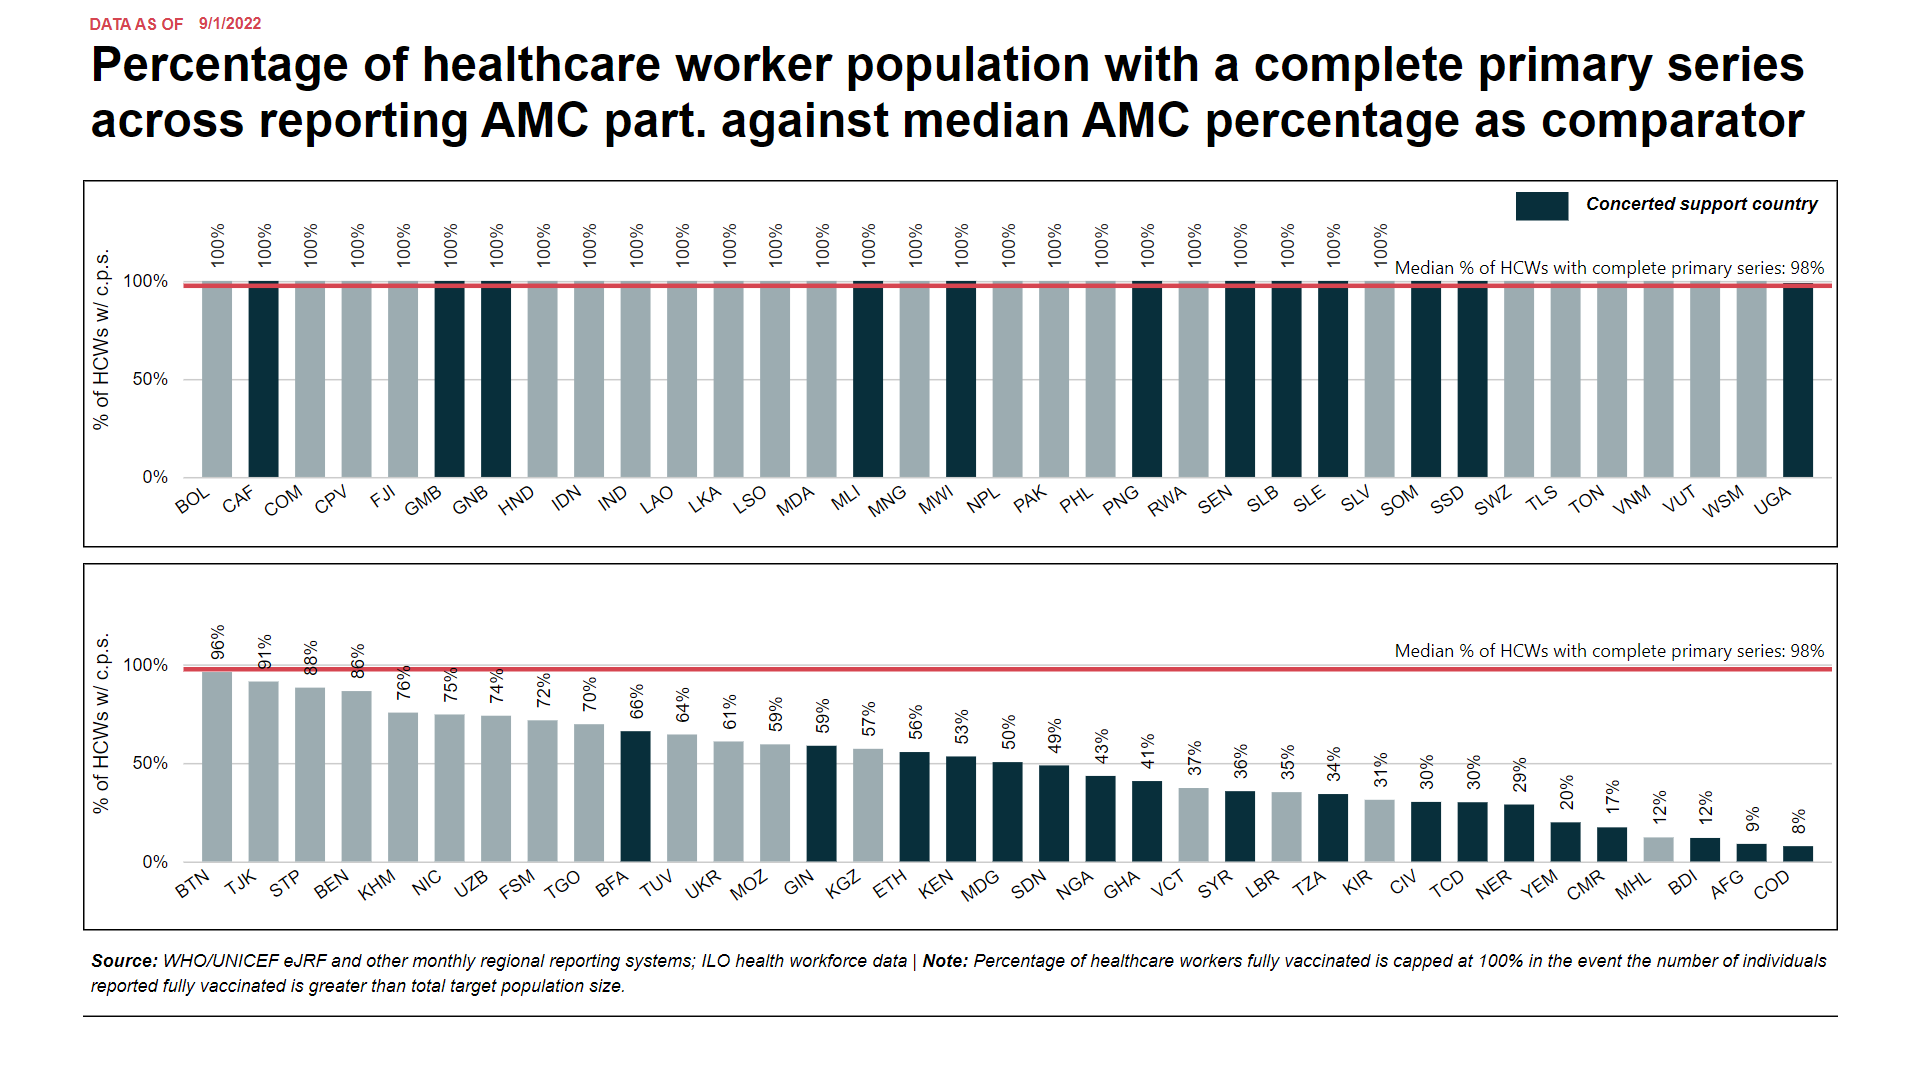 DATA AS OF 9/1/2022
Percentage of healthcare worker population with a complete primary series
across reporting AMC part. against median AMC percentage as comparator
Concerted support country
100% 100% 100% 100% 100% 100% 100% 100% 100% 100% 100% 100% 100% 100% 100% 100% 100% 100% 100% 100% 100% 100% 100% 100% 100% 100%
Median % of HCWs with complete primary series: 98%
% of HCWs w/ c.p.s.
100%
50%
0%
BOL CAF COM CPV FJI GMB GNB HND IDN IND LAO LKA LSO MDA MLI MNG MWI NPL PAK PHL PNG RWA SEN SLB SLE SLV SOM SSD SWZ TLS TON VNM VUT WSM UGA
Median % of HCWs with complete primary series: 98%
% of HCWs w/ c.p.s.
100%
50%
0%
96% 91% 88% 86% 76% 75% 74% 72% 70% 66% 64% 61% 59% 59% 57% 56% 53% 50% 49% 43% 41% 37% 36% 35% 34% 31% 30% 30% 29% 20% 17% 12% 12% 9% 8%
BTN TJK STP BEN KHM NIC UZB FSM TGO BFA TUV UKR MOZ GIN KGZ ETH KEN MDG SDN NGA GHA VCT SYR LBR TZA KIR CIV TCD NER YEM CMR MHL BDI AFG COD
Source: WHO/UNICEF eJRF and other monthly regional reporting systems; ILO health workforce data | Note: Percentage of healthcare workers fully vaccinated is capped at 100% in the event the number of individuals
reported fully vaccinated is greater than total target population size.